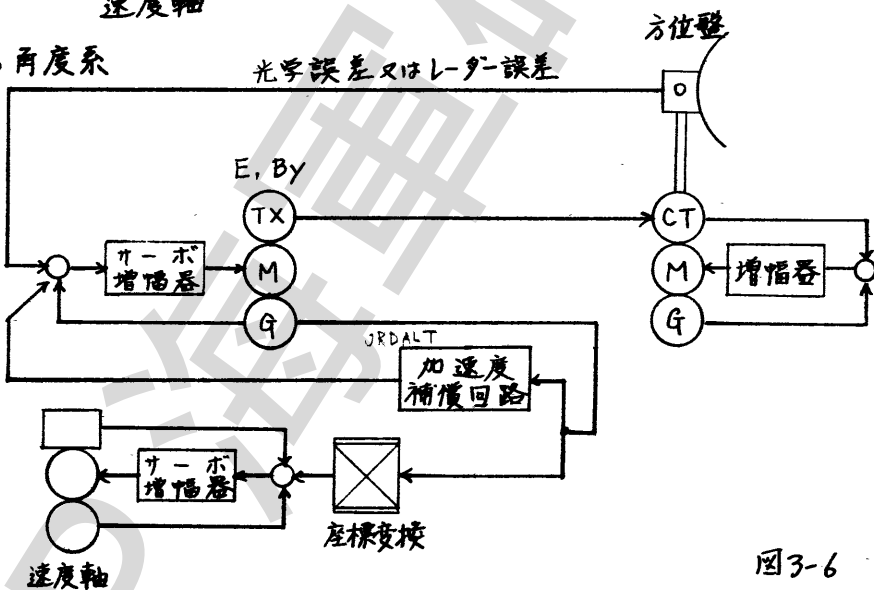 速度軸
角度系
光学誤差又はレーダー誤差
方位盤
E, By
TX
CT
サーボ
増幅器
M
M
増幅器
G
G
ORDALT
加速度
補償回路
サーボ
増幅器
座標変換
速度軸
図3-6